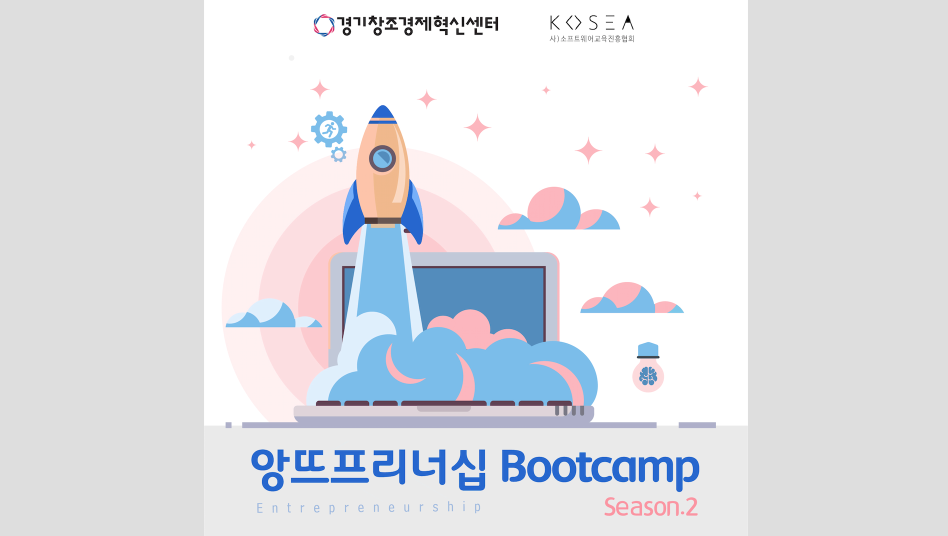 경기창조경제혁신센터
KOSEA
사)소프트웨어교육진흥협회
앙뜨프리너십 Bootcamp
Entrepreneurship
Season.2